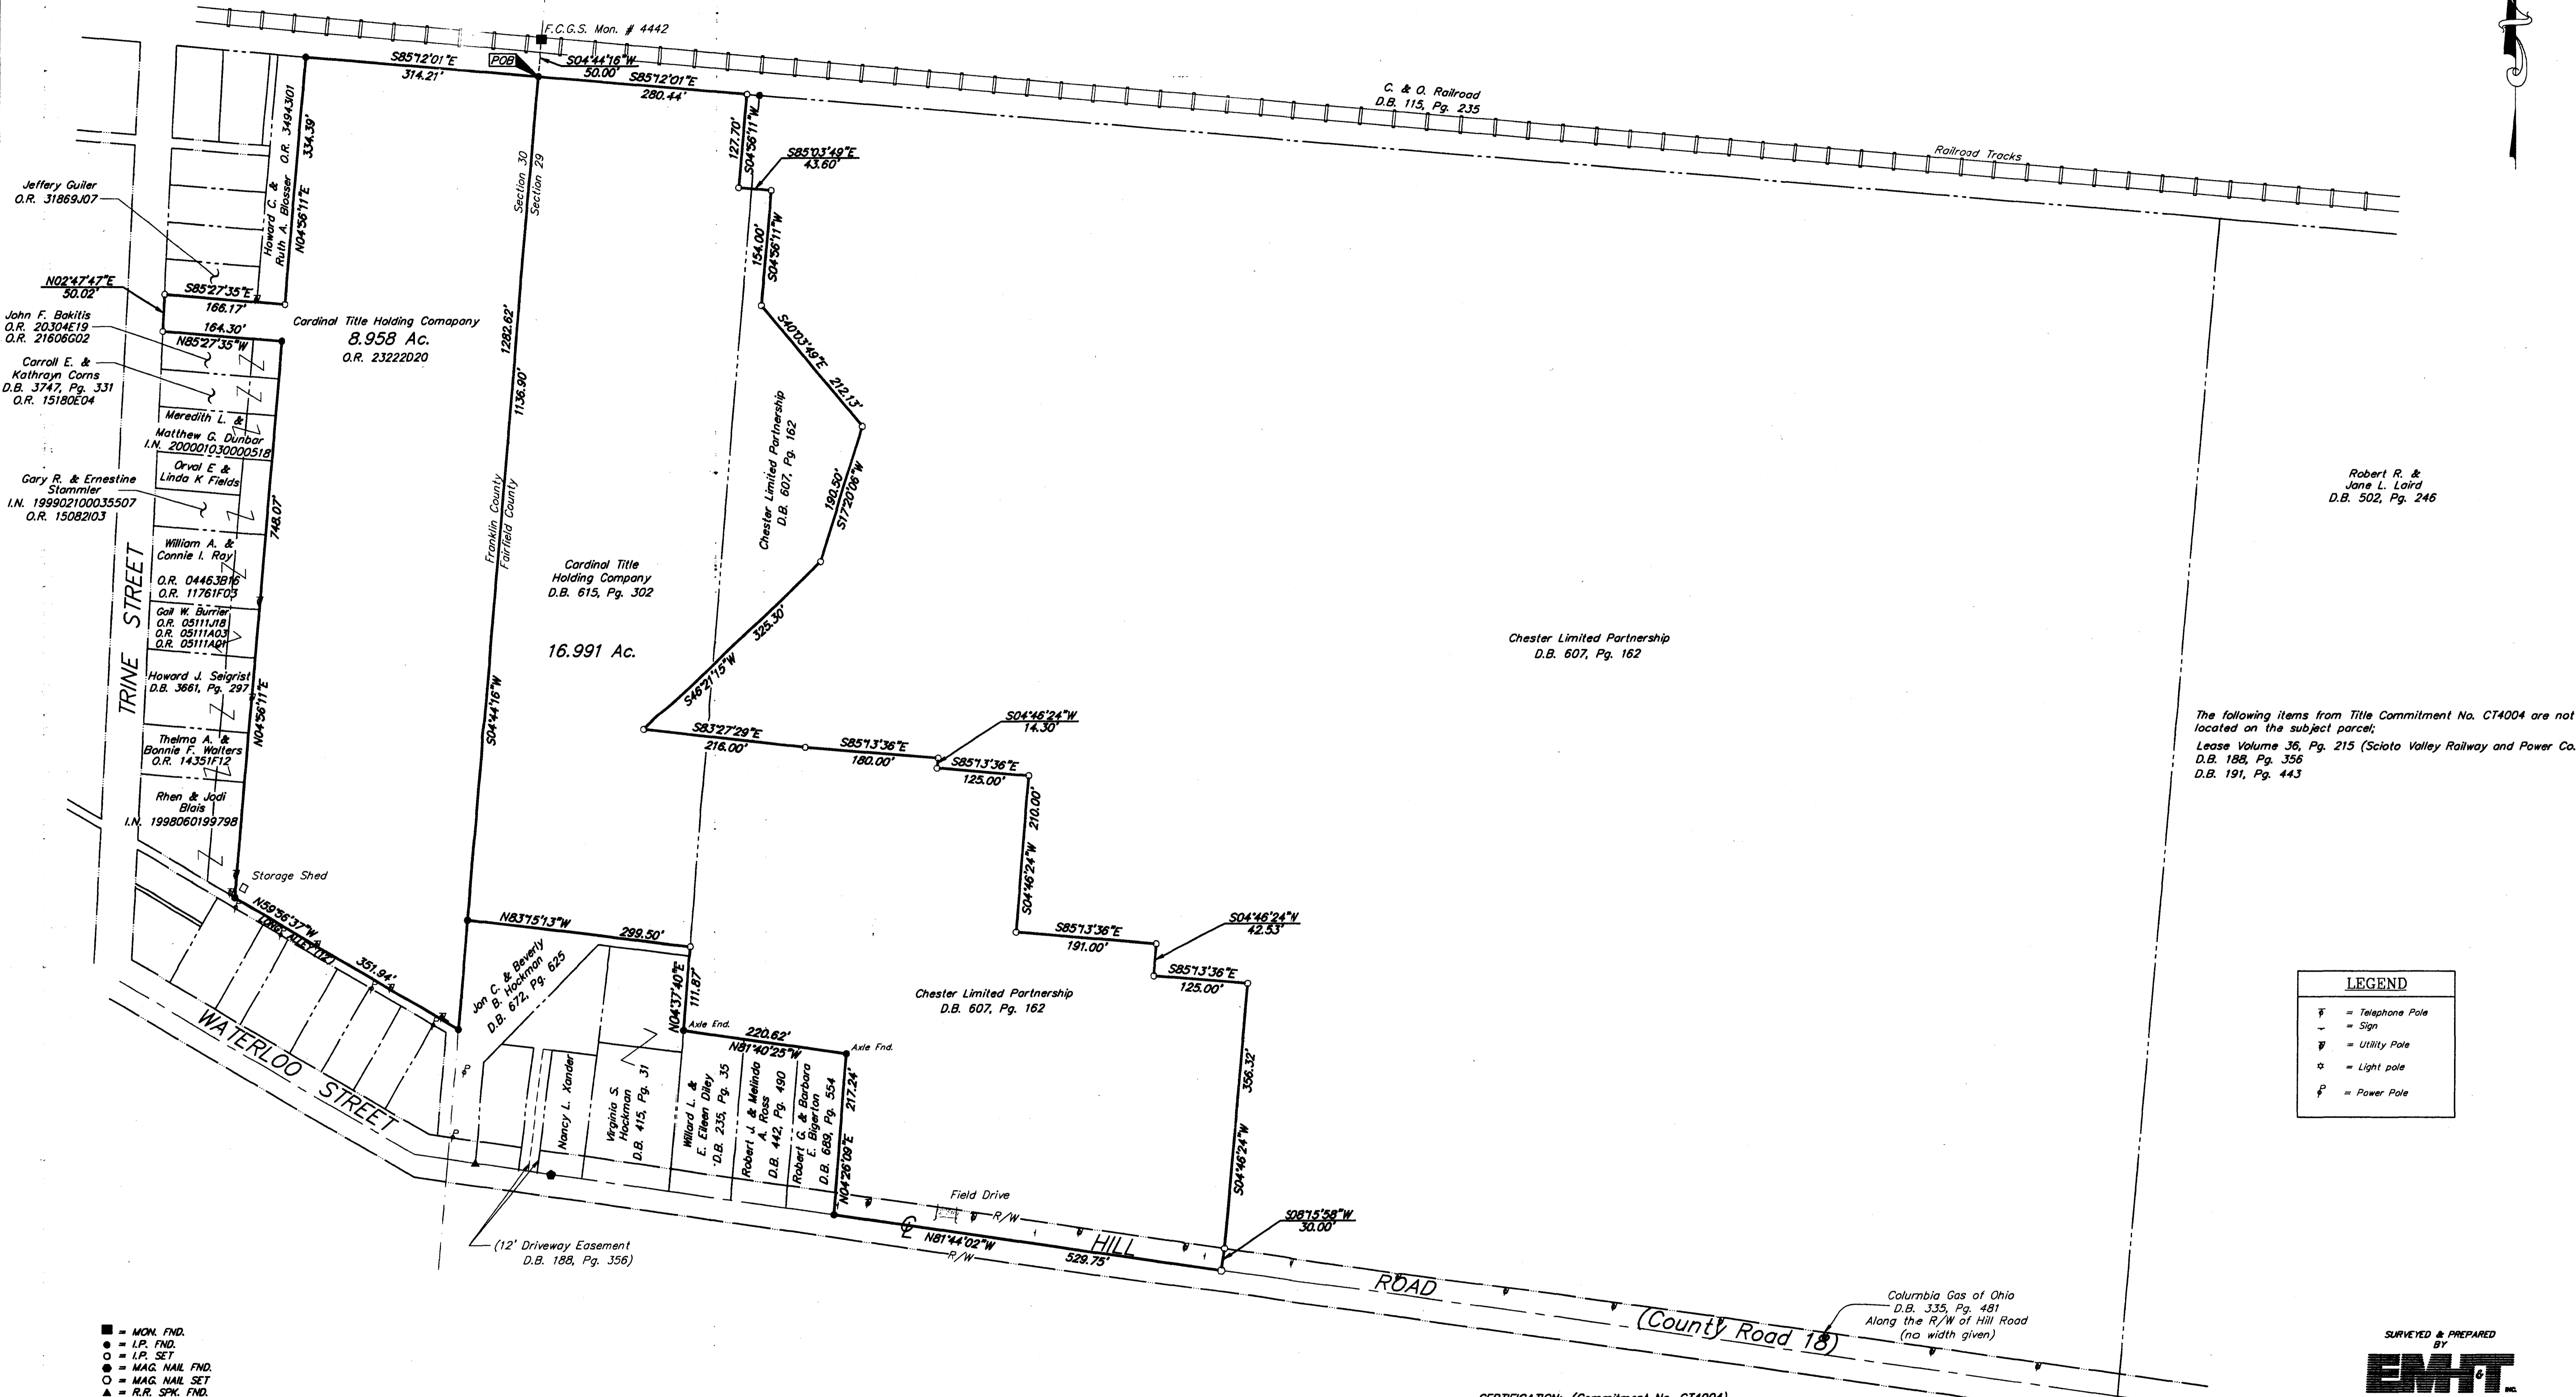 F.C.G.S. Mon. # 4442
S85°12'01"E
314.21'
POB
S04°44'16"W
50.00'
S85°12'01"E
280.44'
C. & O. Railroad
D.B. 115, Pg. 235
Railroad Tracks
127.70'
S04°56'11"W
S85°03'49"E
43.60'
Howard C. &
Ruth A. Blosser O.R. 34943I01
334.39'
N04°56'11"E
Section 30
Section 29
154.00'
S04°56'11"W
Jeffery Guiler
O.R. 31869J07
N02°47'47"E
50.02'
S85°27'35"E
166.17'
164.30'
N85°27'35"W
John F. Bakitis
O.R. 20304E19
O.R. 21606G02
Cardinal Title Holding Comapany
8.958 Ac.
O.R. 23222D20
1282.62'
1136.90'
S40°03'49"E
212.13'
Carroll E. &
Kathrayn Corns
D.B. 3747, Pg. 331
O.R. 15180E04
Meredith L. &
Matthew G. Dunbar
I.N. 200001030000518
Orval E &
Linda K Fields
Gary R. & Ernestine
Stammler
I.N. 199902100035507
O.R. 15082I03
748.07'
Franklin County
Fairfield County
Chester Limited Partnership
D.B. 607, Pg. 162
190.50'
S17°20'06"W
Robert R. &
Jane L. Laird
D.B. 502, Pg. 246
William A. &
Connie I. Ray
O.R. 04463B16
O.R. 11761F03
Gail W. Burrier
O.R. 05111J18
O.R. 05111A03
O.R. 05111A01
TRINE STREET
Cardinal Title
Holding Company
D.B. 615, Pg. 302
16.991 Ac.
325.30'
S46°21'15"W
Chester Limited Partnership
D.B. 607, Pg. 162
Howard J. Seigrist
D.B. 3661, Pg. 297
N04°56'11"E
S04°44'16"W
Thelma A. &
Bonnie F. Walters
O.R. 14351F12
Rhen & Jodi
Blais
I.N. 1998060199798
S83°27'29"E
216.00'
S85°13'36"E
180.00'
S04°46'24"W
14.30'
S85°13'36"E
125.00'
210.00'
S04°46'24"W
The following items from Title Commitment No. CT4004 are not
located on the subject parcel;
Lease Volume 36, Pg. 215 (Scioto Valley Railway and Power Co.
D.B. 188, Pg. 356
D.B. 191, Pg. 443
Storage Shed
N59°56'37"W
LONGS ALLEY (12')
351.94'
N83°15'13"W
299.50'
S85°13'36"E
191.00'
S04°46'24"W
42.53'
S85°13'36"E
125.00'
Jon C. & Beverly
B. Hockman
D.B. 672, Pg. 625
N04°37'40"E
111.87'
Chester Limited Partnership
D.B. 607, Pg. 162
Axle Fnd.
220.62'
N81°40'25"W
Axle Fnd.
WATERLOO STREET
Nancy L. Xander
Virginia S.
Hockman
D.B. 415, Pg. 31
Willard L. &
E. Eileen Diley
D.B. 235, Pg. 35
Robert J. & Melinda
A. Ross
D.B. 442, Pg. 490
Robert G. & Barbara
E. Bigerton
D.B. 689, Pg. 554
217.24'
N04°26'09"E
356.32'
S04°46'24"W
LEGEND
= Telephone Pole
= Sign
= Utility Pole
= Light pole
= Power Pole
Field Drive
R/W
N81°44'02"W
529.75'
R/W
S08°15'58"W
30.00'
(12' Driveway Easement
D.B. 188, Pg. 356)
HILL ROAD
(County Road 18)
Columbia Gas of Ohio
D.B. 335, Pg. 481
Along the R/W of Hill Road
(no width given)
= MON. FND.
= I.P. FND.
= I.P. SET
= MAG. NAIL FND.
= MAG. NAIL SET
= R.R. SPK. FND.
SURVEYED & PREPARED
BY
EMH&T INC.
CERTIFICATION: (Commitment No. CT4004)